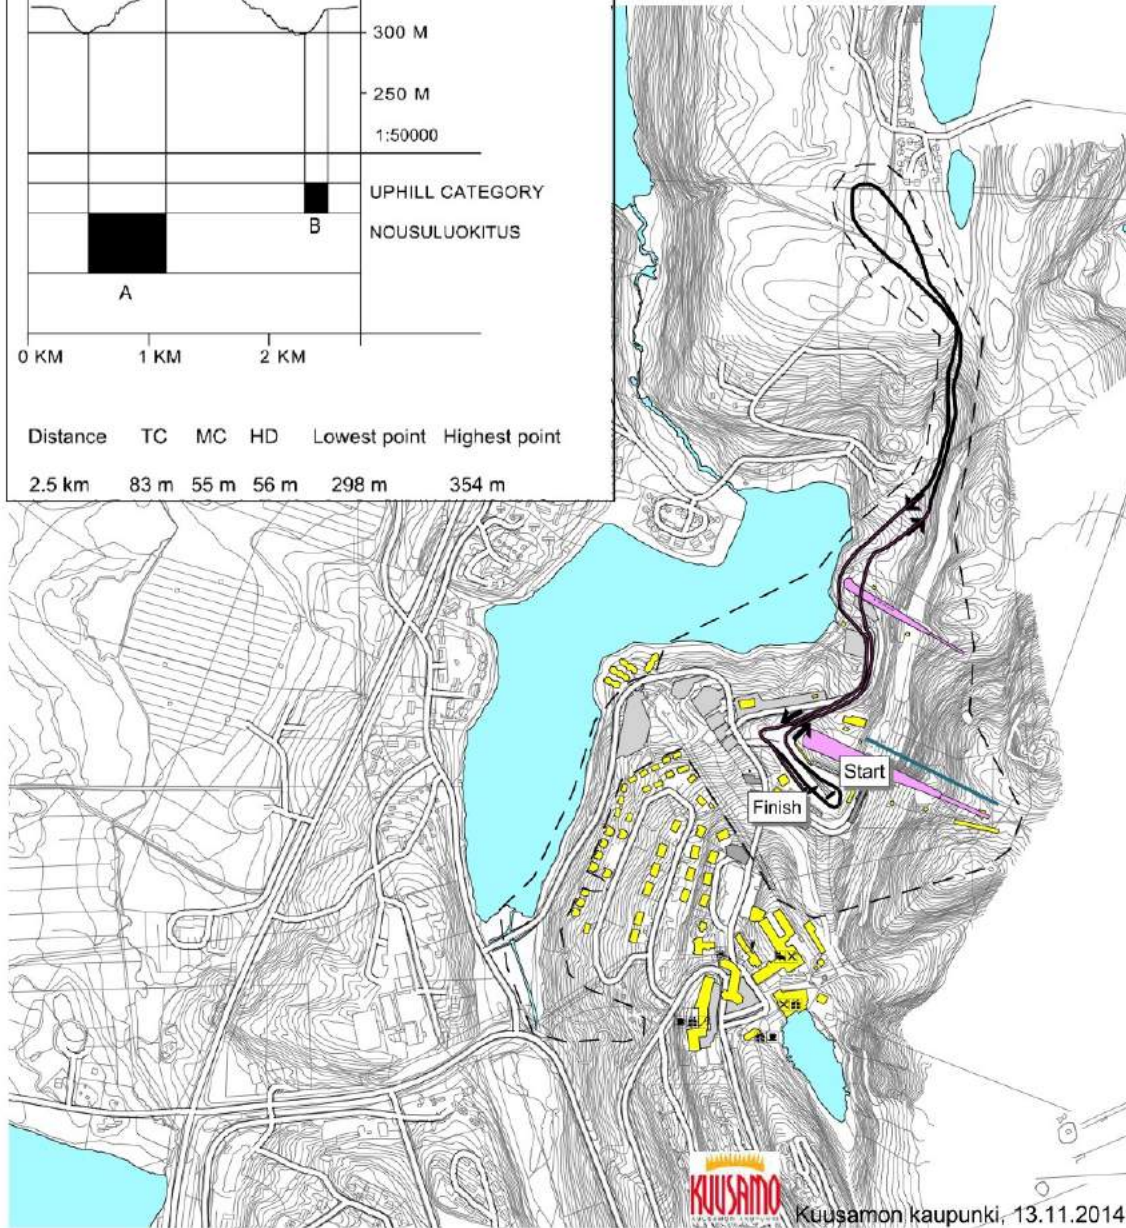 300 M
250 M
1:50000
UPHILL CATEGORY
B
NOUSULUOKITUS
A
0 KM 1 KM 2 KM
Distance TC MC HD Lowest point Highest point
2.5 km 83 m 55 m 56 m 298 m 354 m
Start
Finish
KUUSAMO
Kuusamon kaupunki, 13.11.2014